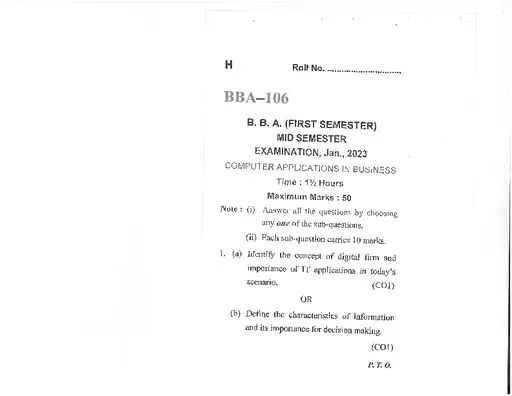 H Roll No. ..............................
BBA–106
B. B. A. (FIRST SEMESTER)
MID SEMESTER
EXAMINATION, Jan., 2023
COMPUTER APPLICATIONS IN BUSINESS
Time : 1½ Hours
Maximum Marks : 50
Note : (i) Answer all the questions by choosing
any one of the sub-questions.
(ii) Each sub-question carries 10 marks.
1. (a) Identify the concept of digital firm and
importance of IT applications in today's
scenario. (CO1)
OR
(b) Define the characteristics of information
and its importance for decision making.
(CO1)
P. T. O.